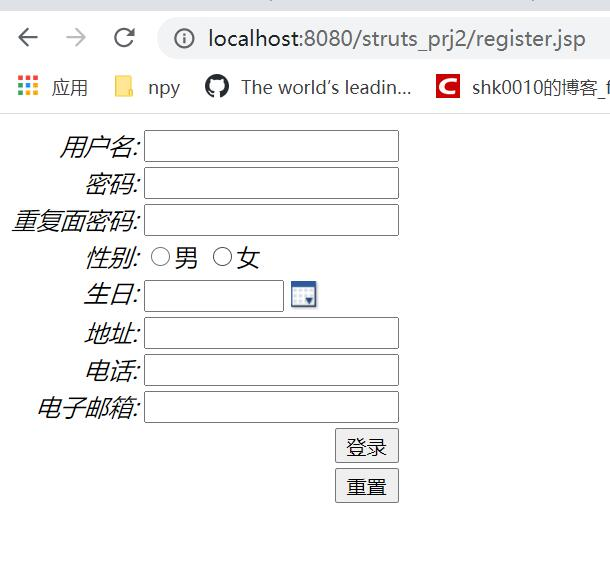 localhost:8080/struts_prj2/register.jsp
应用 npy The world's leadin... shk0010的博客_f
用户名:
密码:
重复面密码:
性别: 男 女
生日:
地址:
电话:
电子邮箱:
登录
重置